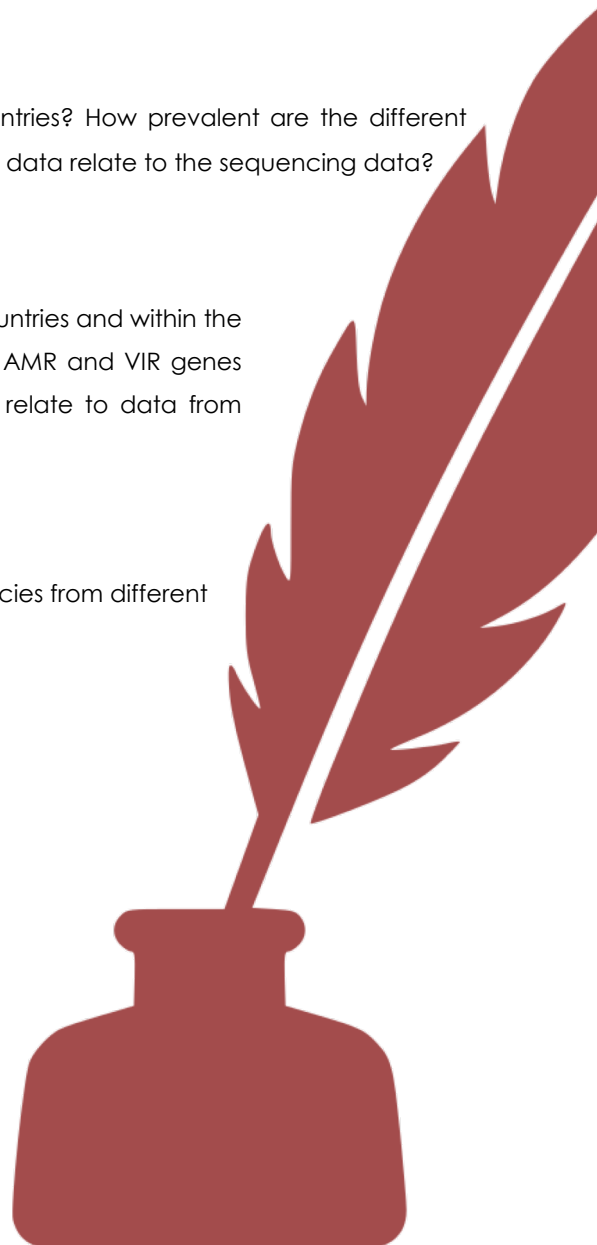 ntries? How prevalent are the different
data relate to the sequencing data?
untries and within the
AMR and VIR genes
relate to data from
cies from different